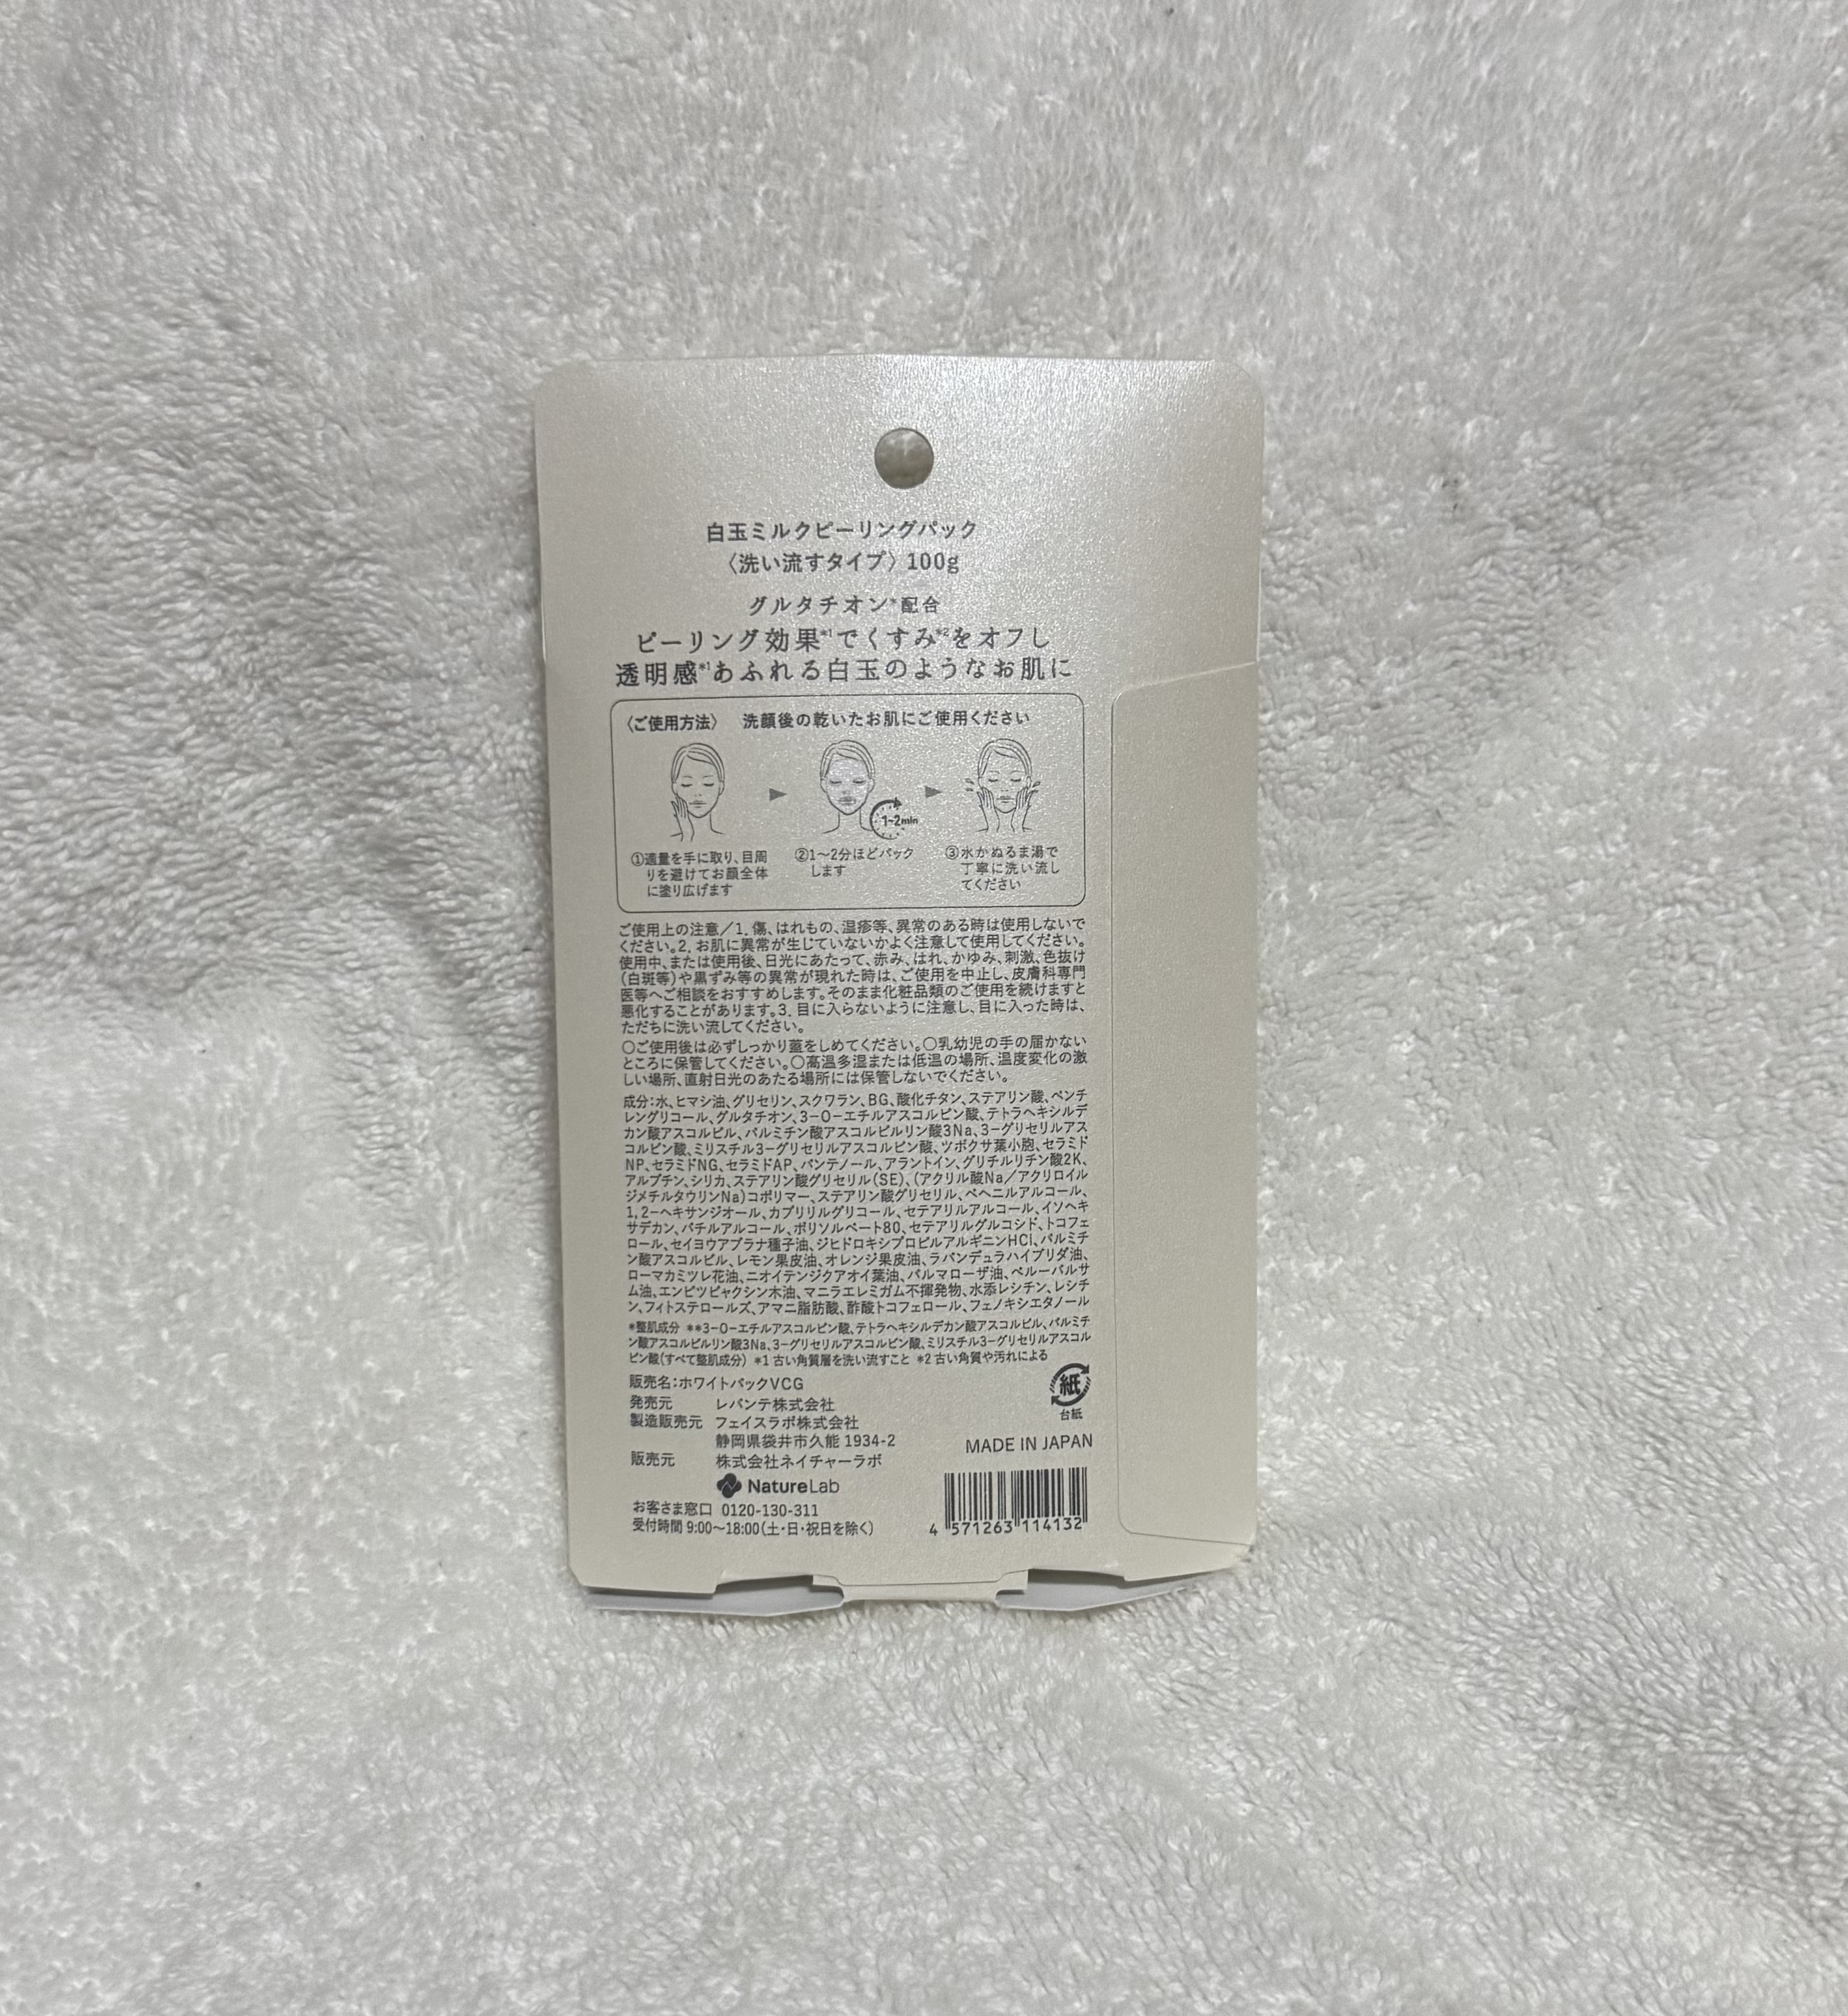 白玉ミルクピーリングパック
〈洗い流すタイプ〉100g
グルタチオン*配合
ピーリング効果*1でくすみ*2をオフし
透明感*1あふれる白玉のようなお肌に
〈ご使用方法〉 洗顔後の乾いたお肌にご使用ください
1~2min
①適量を手に取り、目周
りを避けてお顔全体
に塗り広げます
②1〜2分ほどパック
します
③水かぬるま湯で
丁寧に洗い流し
てください
ご使用上の注意／1. 傷、はれもの、湿疹等、異常のある時は使用しないで
ください。2. お肌に異常が生じていないかよく注意して使用してください。
使用中、または使用後、日光にあたって、赤み、はれ、かゆみ、刺激、色抜け
(白斑等)や黒ずみ等の異常が現れた時は、ご使用を中止し、皮膚科専門
医等へご相談をおすすめします。そのまま化粧品類のご使用を続けますと
悪化することがあります。3. 目に入らないように注意し、目に入った時は、
ただちに洗い流してください。
○ご使用後は必ずしっかり蓋をしめてください。○乳幼児の手の届かない
ところに保管してください。○高温多湿または低温の場所、温度変化の激
しい場所、直射日光のあたる場所には保管しないでください。
成分：水、ヒマシ油、グリセリン、スクワラン、BG、酸化チタン、ステアリン酸、ペンチ
レングリコール、グルタチオン、3-O-エチルアスコルビン酸、テトラヘキシルデ
カン酸アスコルビル、パルミチン酸アスコルビルリン酸3Na、3-グリセリルアス
コルビン酸、ミリスチル3-グリセリルアスコルビン酸、ツボクサ葉小胞、セラミド
NP、セラミドNG、セラミドAP、パンテノール、アラントイン、グリチルリチン酸2K、
アルブチン、シリカ、ステアリン酸グリセリル(SE)、(アクリル酸Na／アクリロイル
ジメチルタウリンNa)コポリマー、ステアリン酸グリセリル、ベヘニルアルコール、
1,2-ヘキサンジオール、カプリリルグリコール、セテアリルアルコール、イソヘキ
サデカン、バチルアルコール、ポリソルベート80、セテアリルグルコシド、トコフェ
ロール、セイヨウアブラナ種子油、ジヒドロキシプロピルアルギニンHCl、パルミチ
ン酸アスコルビル、レモン果皮油、オレンジ果皮油、ラバンデュラハイブリダ油、
ローマカミツレ花油、ニオイテンジクアオイ葉油、パルマローザ油、ペルーバルサ
ム油、エンピツビャクシン木油、マニラエレミガム不揮発物、水添レシチン、レシチ
ン、フィトステロールズ、アマニ脂肪酸、酢酸トコフェロール、フェノキシエタノール
*整肌成分 **3-O-エチルアスコルビン酸、テトラヘキシルデカン酸アスコルビル、パルミチ
ン酸アスコルビルリン酸3Na、3-グリセリルアスコルビン酸、ミリスチル3-グリセリルアスコル
ビン酸(すべて整肌成分) *1 古い角質層を洗い流すこと *2 古い角質や汚れによる
販売名：ホワイトパックVCG
発売元 レバンテ株式会社
製造販売元 フェイスラボ株式会社
静岡県袋井市久能 1934-2
販売元 株式会社ネイチャーラボ
NatureLab
お客さま窓口 0120-130-311
受付時間 9:00〜18:00(土・日・祝日を除く)
紙
台紙
MADE IN JAPAN
4 571263 114132